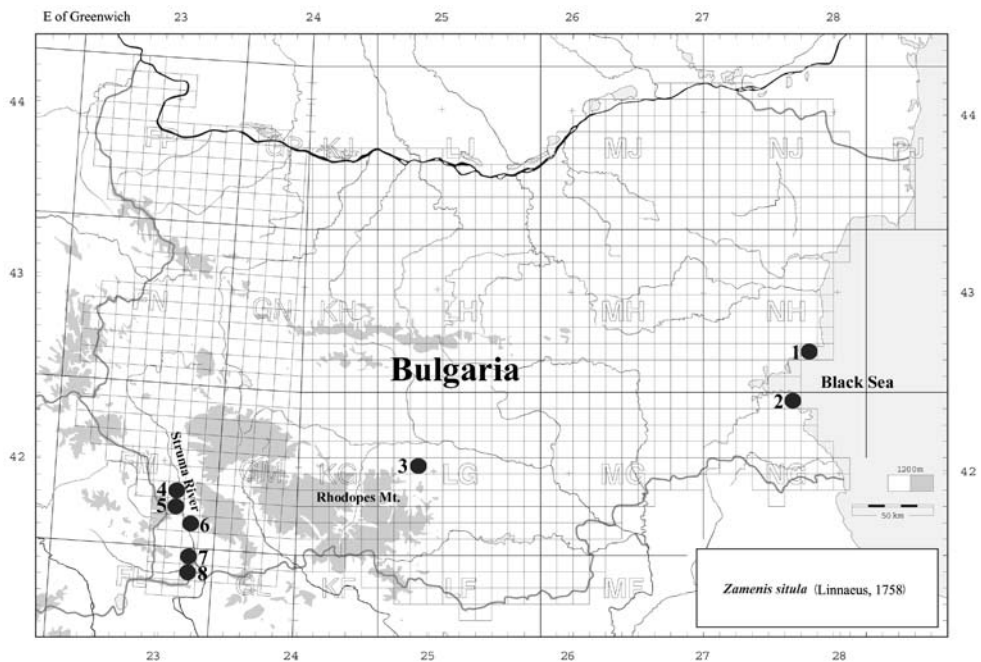 E of Greenwich
23
25
26
27
28
44
44
FP
GP
KJ
LJ
MJ
NJ
PJ
43
43
FN
GN
KH
LH
MH
NH
1
Bulgaria
Black Sea
2
Struma River
42
42
3
KG
LG
MG
NG
4
Rhodopes Mt.
1200m
5
6
50 km
7
8
KF
LF
MF
Zamenis situla (Linnaeus, 1758)
23
24
25
26
27
28